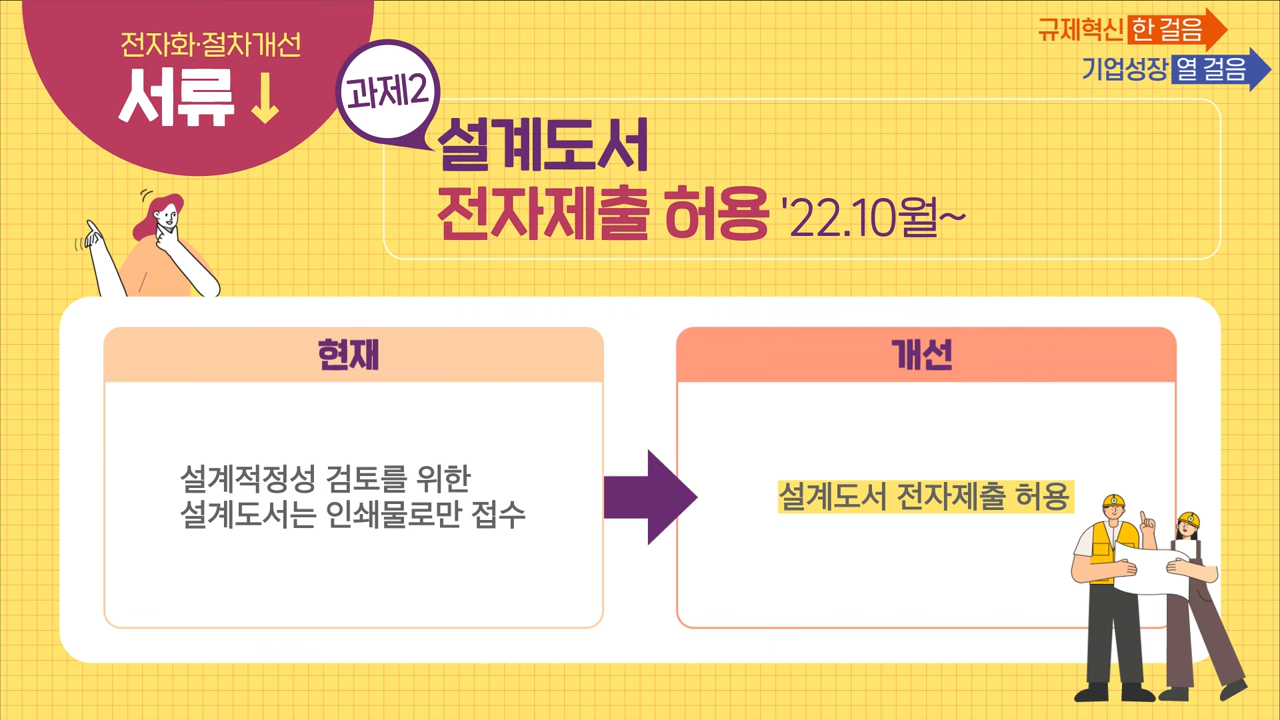 전자화·절차개선
서류↓
규제혁신 한 걸음
기업성장 열 걸음
과제2
설계도서
전자제출 허용 '22.10월~
현재
설계적정성 검토를 위한
설계도서는 인쇄물로만 접수
개선
설계도서 전자제출 허용